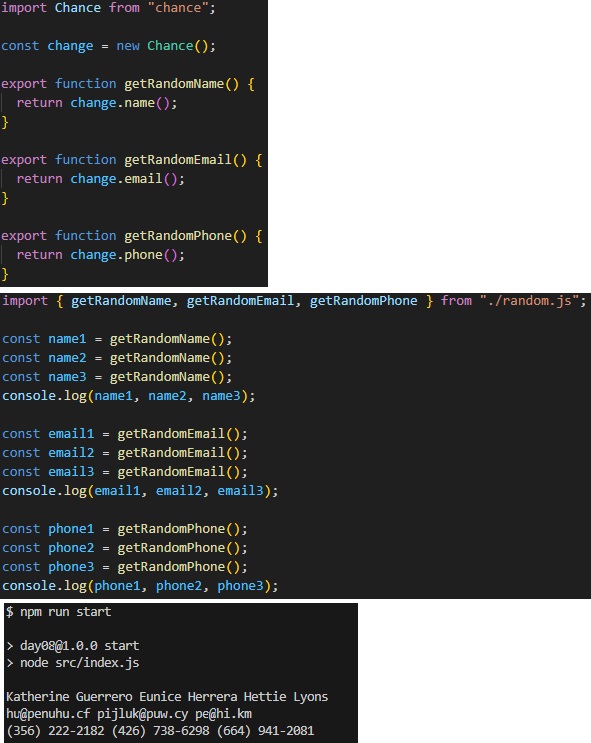 import Chance from "chance";
const change = new Chance();
export function getRandomName() {
return change.name();
}
export function getRandomEmail() {
return change.email();
}
export function getRandomPhone() {
return change.phone();
}
import { getRandomName, getRandomEmail, getRandomPhone } from "./random.js";
const name1 = getRandomName();
const name2 = getRandomName();
const name3 = getRandomName();
console.log(name1, name2, name3);
const email1 = getRandomEmail();
const email2 = getRandomEmail();
const email3 = getRandomEmail();
console.log(email1, email2, email3);
const phone1 = getRandomPhone();
const phone2 = getRandomPhone();
const phone3 = getRandomPhone();
console.log(phone1, phone2, phone3);
$ npm run start
> day08@1.0.0 start
> node src/index.js
Katherine Guerrero Eunice Herrera Hettie Lyons
hu@penuhu.cf pijluk@puw.cy pe@hi.km
(356) 222-2182 (426) 738-6298 (664) 941-2081